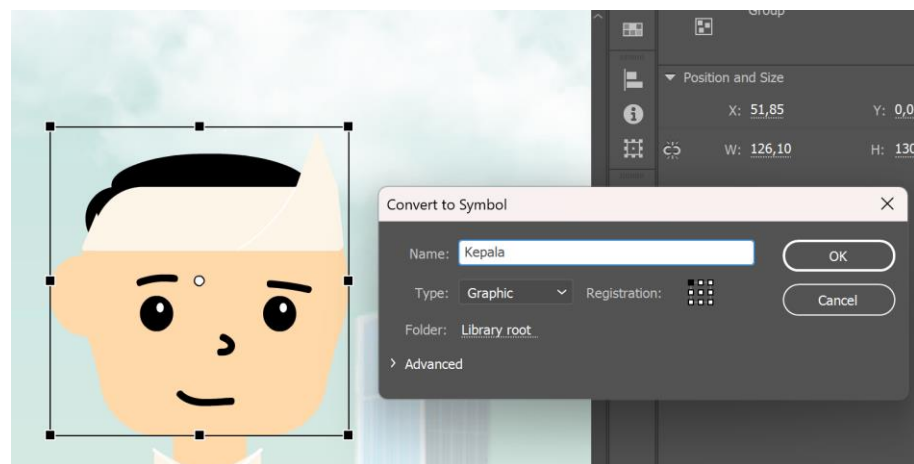 Group
Position and Size
X: 51,85 Y: 0,0
W: 126,10 H: 130
Convert to Symbol
Name: Kepala
OK
Type: Graphic Registration:
Cancel
Folder: Library root
Advanced